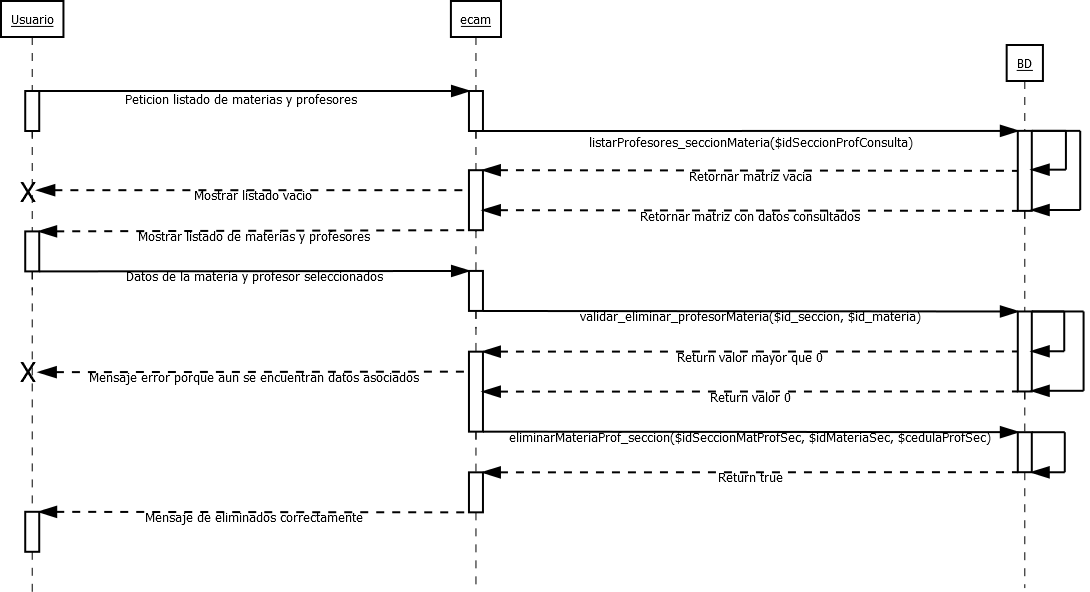 Usuario
ecam
BD
Peticion listado de materias y profesores
listarProfesores_seccionMateria($idSeccionProfConsulta)
Retornar matriz vacia
X
Mostrar listado vacio
Retornar matriz con datos consultados
Mostrar listado de materias y profesores
Datos de la materia y profesor seleccionados
validar_eliminar_profesorMateria($id_seccion, $id_materia)
Return valor mayor que 0
X
Mensaje error porque aun se encuentran datos asociados
Return valor 0
eliminarMateriaProf_seccion($idSeccionMatProfSec, $idMateriaSec, $cedulaProfSec)
Return true
Mensaje de eliminados correctamente